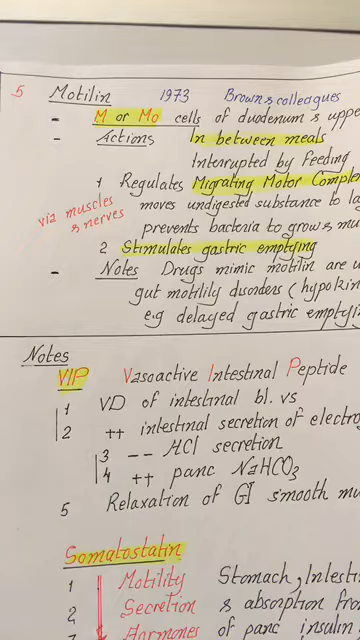 5 Motilin 1973 Brown & colleagues
- M or Mo cells of duodenum & uppe
- Actions In between meals
Interrupted by feeding
1 Regulates Migrating Motor Comple
via muscles & nerves
moves undigested substance to la
prevents bacteria to grow & mu
2 Stimulates gastric emptying
- Notes Drugs mimic motilin are u
gut motilily disorders (hypokin
e.g delayed gastric emptyi
Notes
VIP Vasoactive Intestinal Peptide
1 VD of intestinal bl. vs
2 ++ intestinal secretion of electro
3 -- HCl secretion
4 ++ panc NaHCO3
5 Relaxation of GI smooth mu
Somatostatin
1 Motility Stomach, Intesti
2 Secretion & absorption fro
Hormones of panc insulin